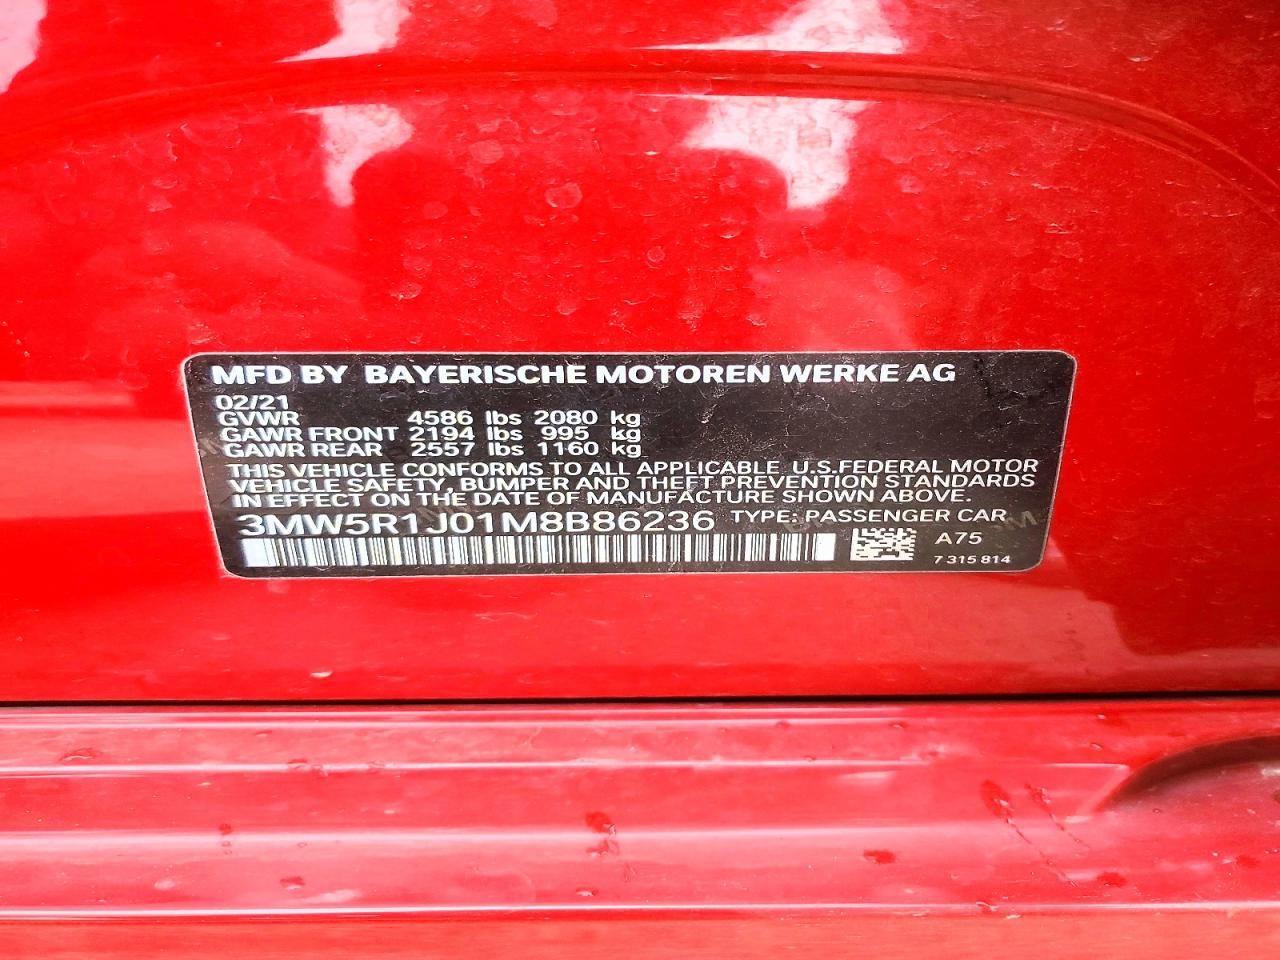 MFD BY BAYERISCHE MOTOREN WERKE AG
02/21
GVWR 4586 lbs 2080 kg
GAWR FRONT 2194 lbs 995 kg
GAWR REAR 2557 lbs 1160 kg
THIS VEHICLE CONFORMS TO ALL APPLICABLE U.S.FEDERAL MOTOR
VEHICLE SAFETY, BUMPER AND THEFT PREVENTION STANDARDS
IN EFFECT ON THE DATE OF MANUFACTURE SHOWN ABOVE.
3MW5R1J01M8B86236 TYPE: PASSENGER CAR
A75
7 315 814